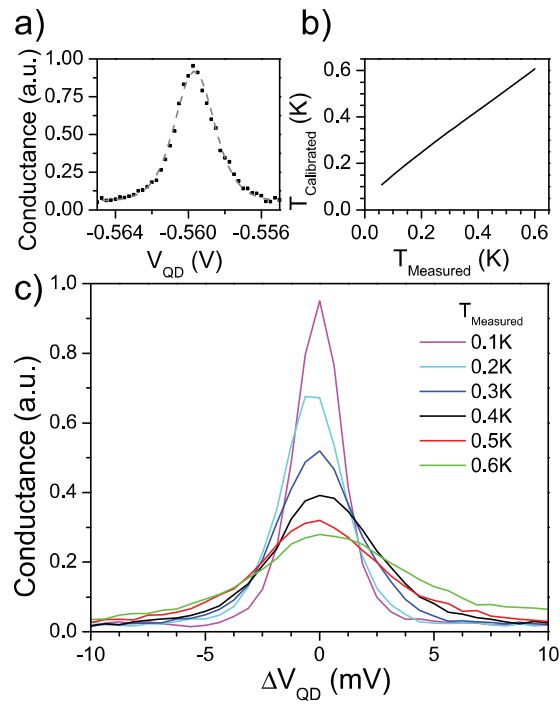 a)
Conductance (a.u.)
1.00
0.75
0.50
0.25
0.00
-0.564 -0.560 -0.556
V_QD (V)
b)
T_Calibrated (K)
0.6
0.4
0.2
0.0
0.0 0.2 0.4 0.6 0.8
T_Measured (K)
c)
Conductance (a.u.)
1.0
0.8
0.6
0.4
0.2
0.0
-10 -5 0 5 10
ΔV_QD (mV)
T_Measured
0.1K
0.2K
0.3K
0.4K
0.5K
0.6K